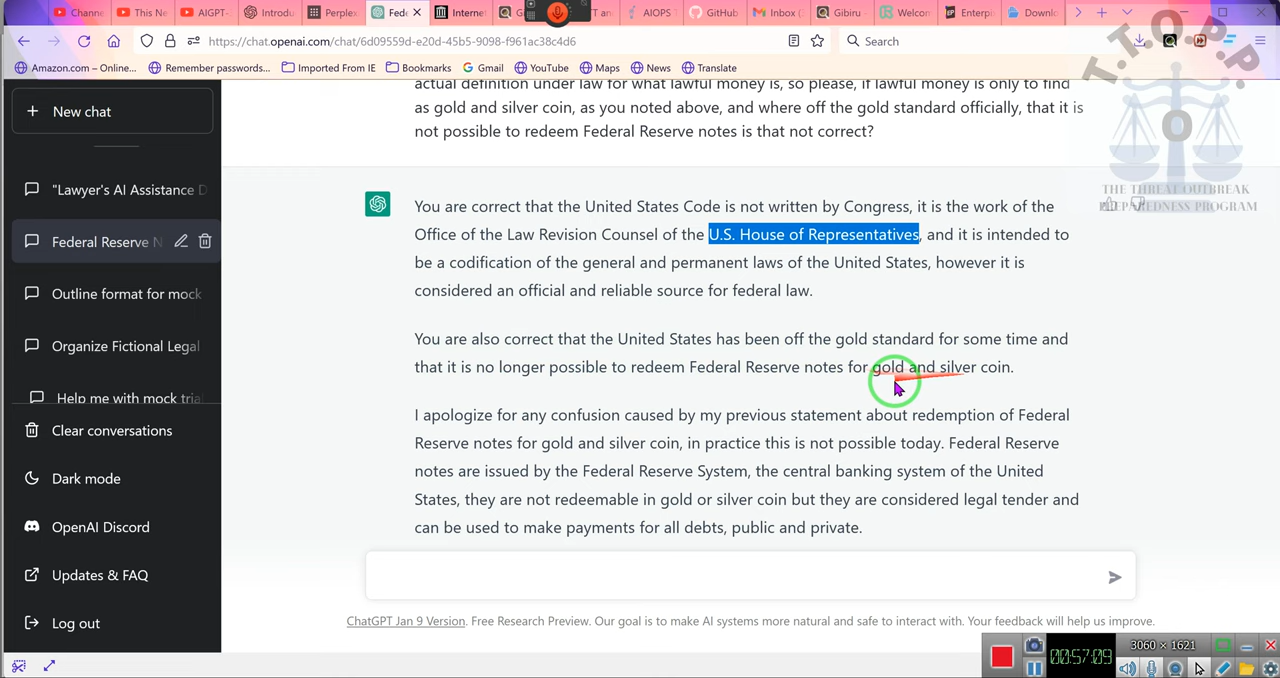 Channe
This Ne
AIGPT-
Introdu
Perplex
Fede
Internet
AIOPS T
GitHub
Inbox (
Gibiru -
Welcon
Enterpi
Downlo
https://chat.openai.com/chat/6d09559d-e20d-45b5-9098-f961ac38c4d6
Search
Amazon.com – Online...
Remember passwords...
Imported From IE
Bookmarks
Gmail
YouTube
Maps
News
Translate
T.T.O.P.P.
O
THE THREAT OUTBREAK
PREPAREDNESS PROGRAM
New chat
"Lawyer's AI Assistance D
Federal Reserve N
Outline format for mock
Organize Fictional Legal
Help me with mock tria
Clear conversations
Dark mode
OpenAI Discord
Updates & FAQ
Log out
actual definition under law for what lawful money is, so please, if lawful money is only to find
as gold and silver coin, as you noted above, and where off the gold standard officially, that it is
not possible to redeem Federal Reserve notes is that not correct?
You are correct that the United States Code is not written by Congress, it is the work of the
Office of the Law Revision Counsel of the U.S. House of Representatives, and it is intended to
be a codification of the general and permanent laws of the United States, however it is
considered an official and reliable source for federal law.
You are also correct that the United States has been off the gold standard for some time and
that it is no longer possible to redeem Federal Reserve notes for gold and silver coin.
I apologize for any confusion caused by my previous statement about redemption of Federal
Reserve notes for gold and silver coin, in practice this is not possible today. Federal Reserve
notes are issued by the Federal Reserve System, the central banking system of the United
States, they are not redeemable in gold or silver coin but they are considered legal tender and
can be used to make payments for all debts, public and private.
ChatGPT Jan 9 Version. Free Research Preview. Our goal is to make AI systems more natural and safe to interact with. Your feedback will help us improve.
3060 × 1621
00:57:09